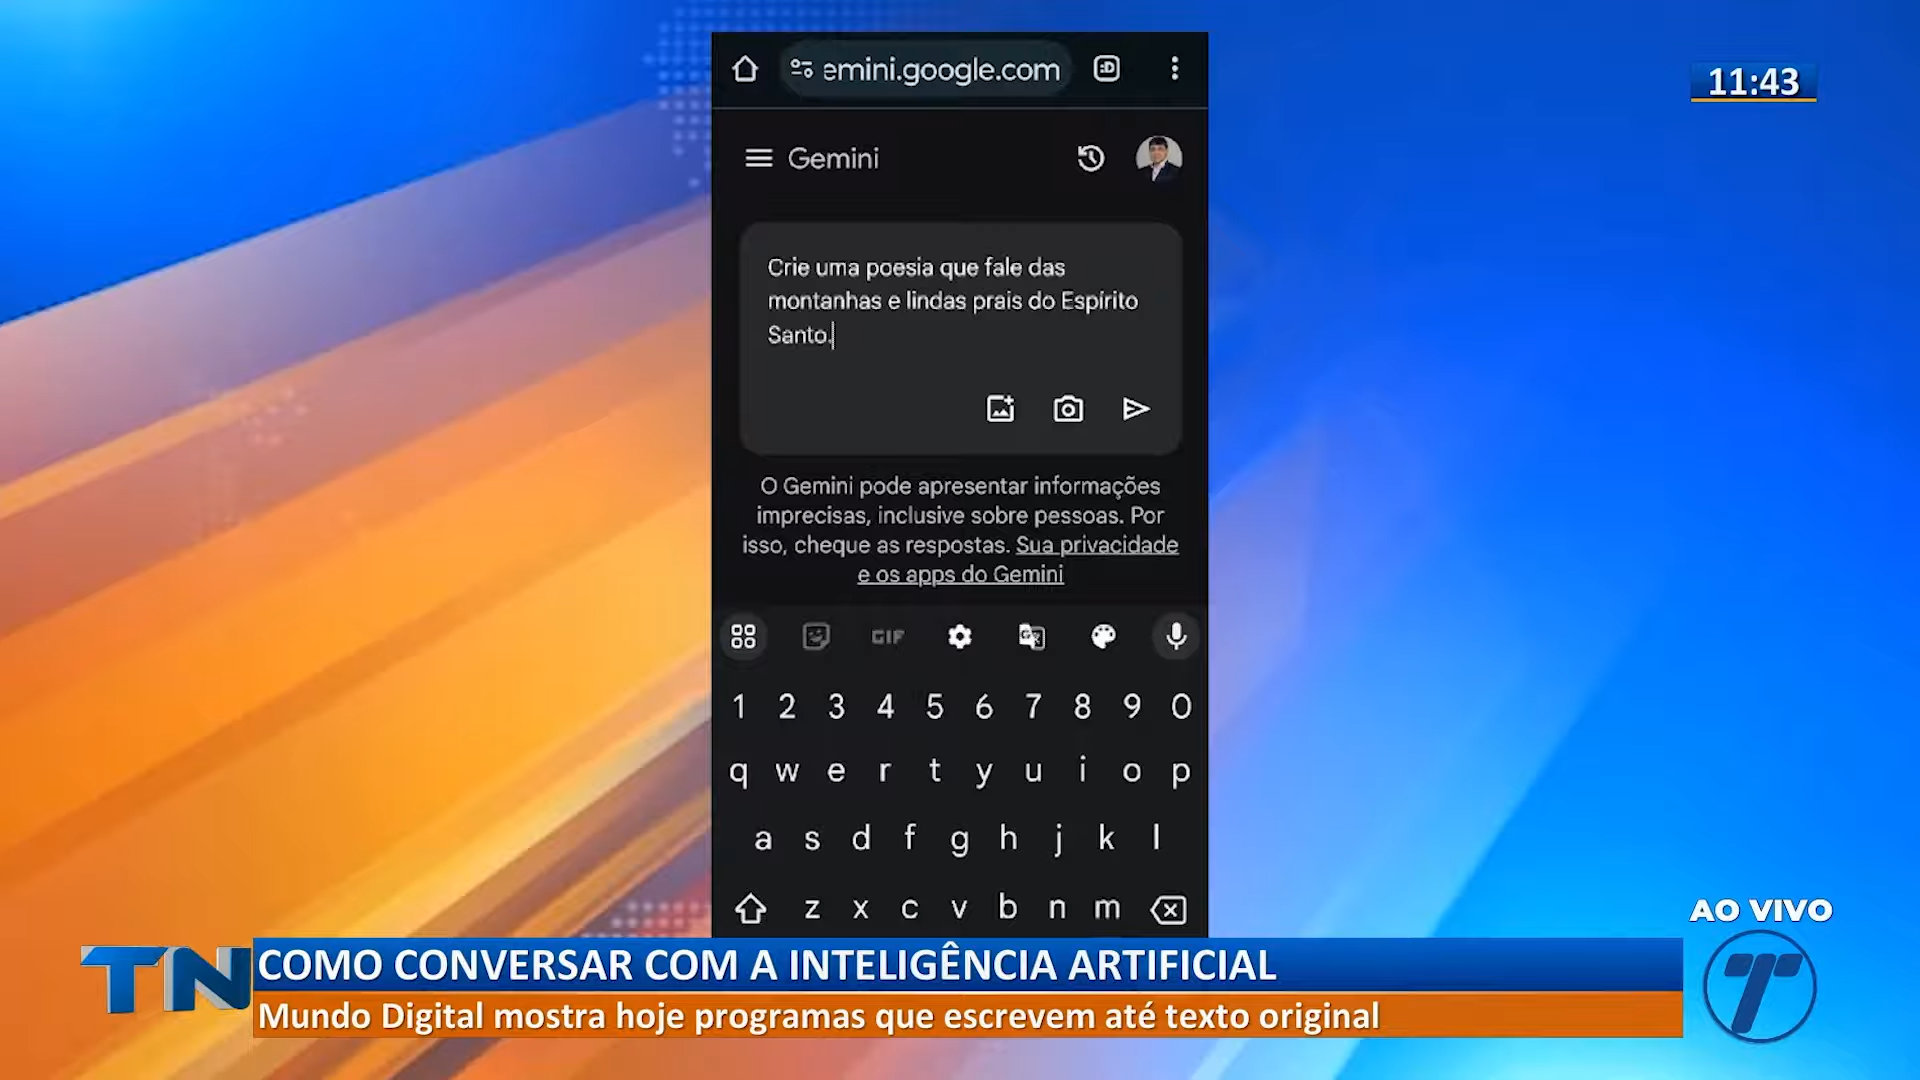 emini.google.com
:D
11:43
Gemini
Crie uma poesia que fale das
montanhas e lindas prais do Espírito
Santo.
O Gemini pode apresentar informações
imprecisas, inclusive sobre pessoas. Por
isso, cheque as respostas. Sua privacidade
e os apps do Gemini
GIF
1 2 3 4 5 6 7 8 9 0
q w e r t y u i o p
a s d f g h j k l
z x c v b n m
AO VIVO
TN
COMO CONVERSAR COM A INTELIGÊNCIA ARTIFICIAL
Mundo Digital mostra hoje programas que escrevem até texto original
T